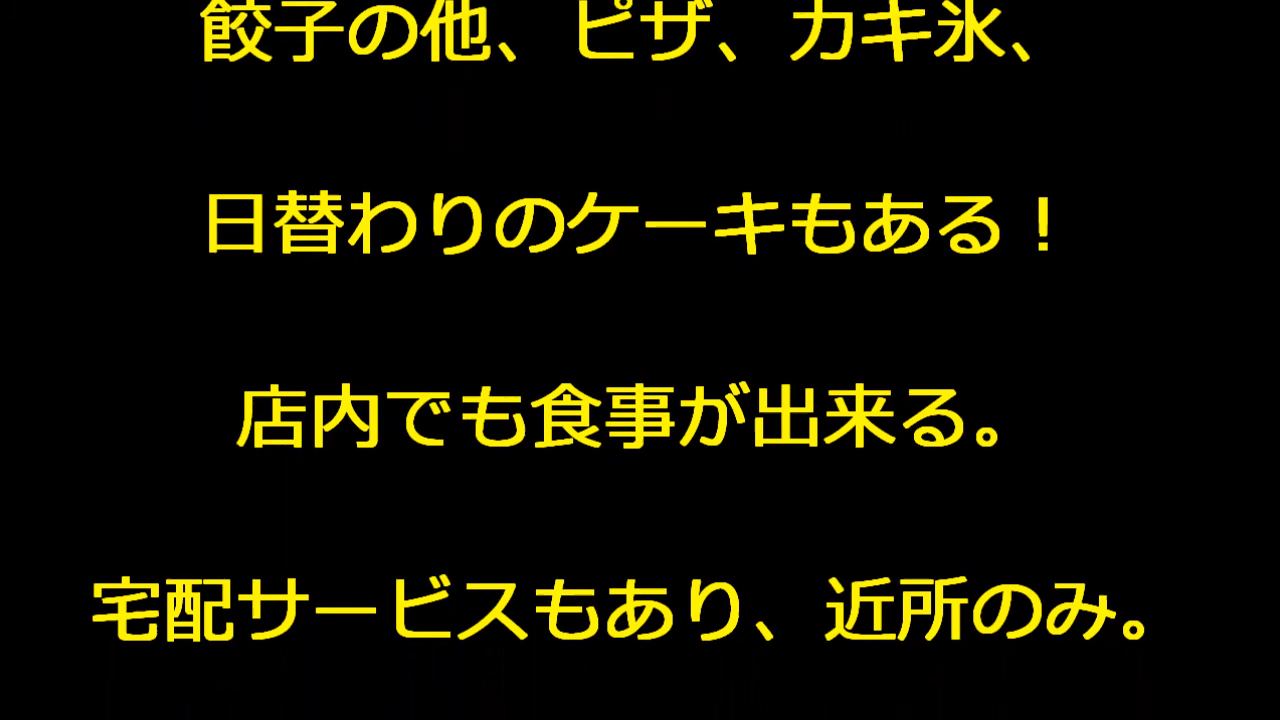 餃子の他、ピザ、カキ氷、
日替わりのケーキもある！
店内でも食事が出来る。
宅配サービスもあり、近所のみ。